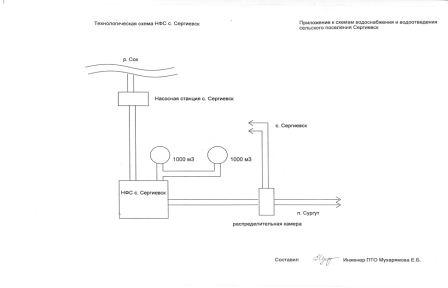 Технологическая схема НФС с. Сергиевск
Приложение к схемам водоснабжения и водоотведения
сельского поселения Сергиевск
р. Сок
Насосная станция с. Сергиевск
с. Сергиевск
1000 м3
1000 м3
НФС с. Сергиевск
п. Сургут
распределительная камера
Составил
Инженер ПТО Мухарямова Е.Б.